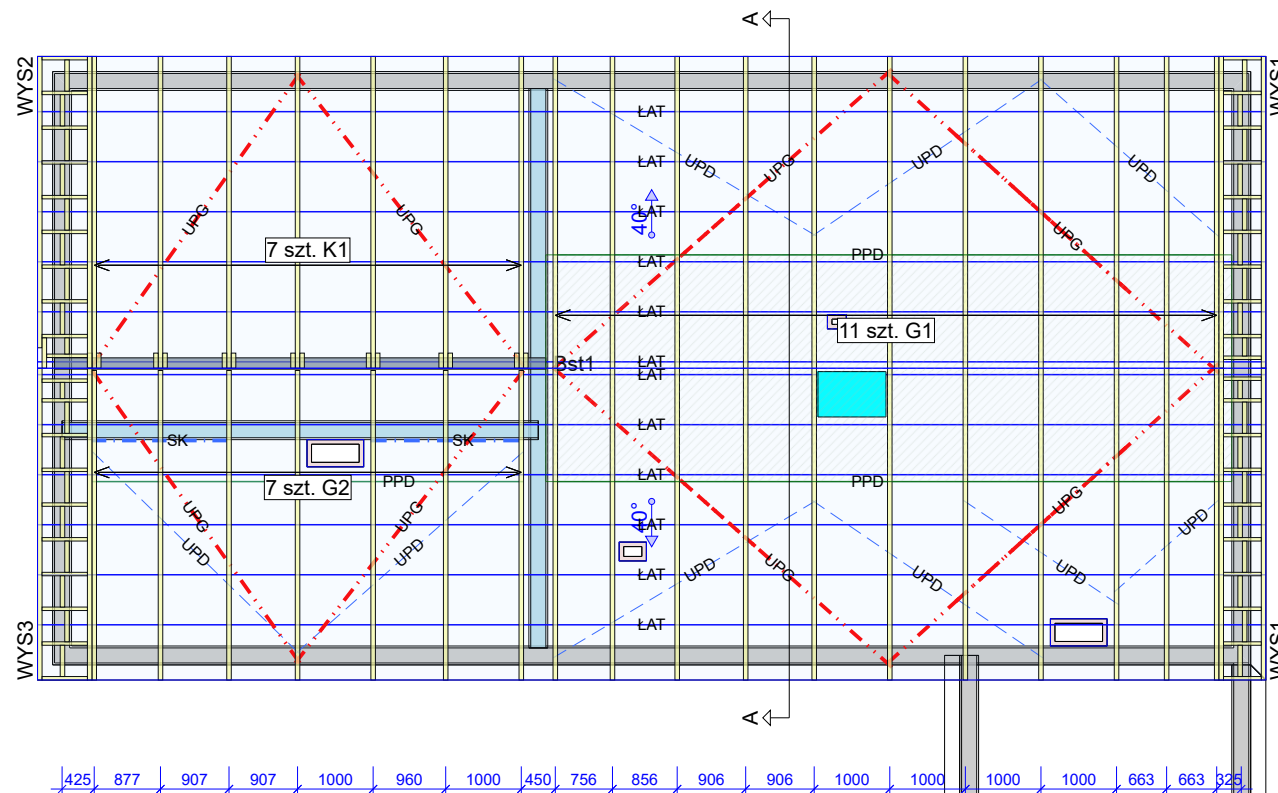 A
WYS2
WYS1
ŁAT
ŁAT
UPD
UPG
UPD
UPD
UPG
UPG
ŁAT
40°
UPG
7 szt. K1
PPD
ŁAT
ŁAT
11 szt. G1
ŁAT
Bst1
ŁAT
ŁAT
SK
SK
ŁAT
7 szt. G2
PPD
PPD
UPG
UPG
UPG
40°
ŁAT
UPD
UPD
UPD
ŁAT
UPD
UPG
UPD
UPD
ŁAT
WYS3
WYS1
A
425 877 907 907 1000 960 1000 450 756 856 906 906 1000 1000 1000 1000 663 663 325